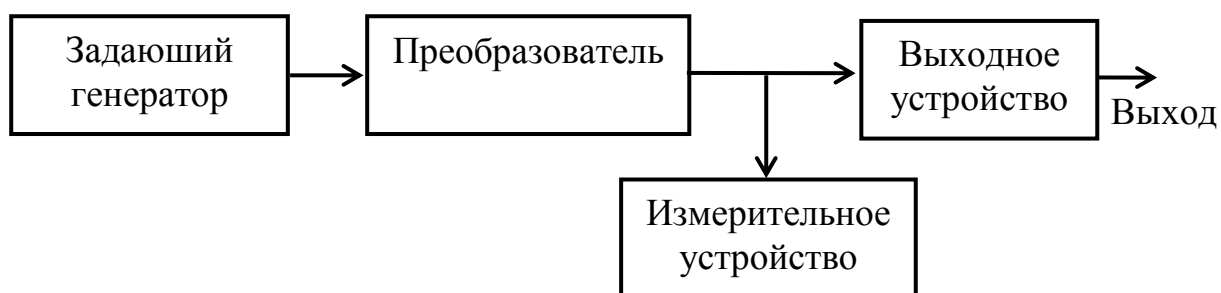 Задаюший
генератор
Преобразователь
Выходное
устройство
Выход
Измерительное
устройство